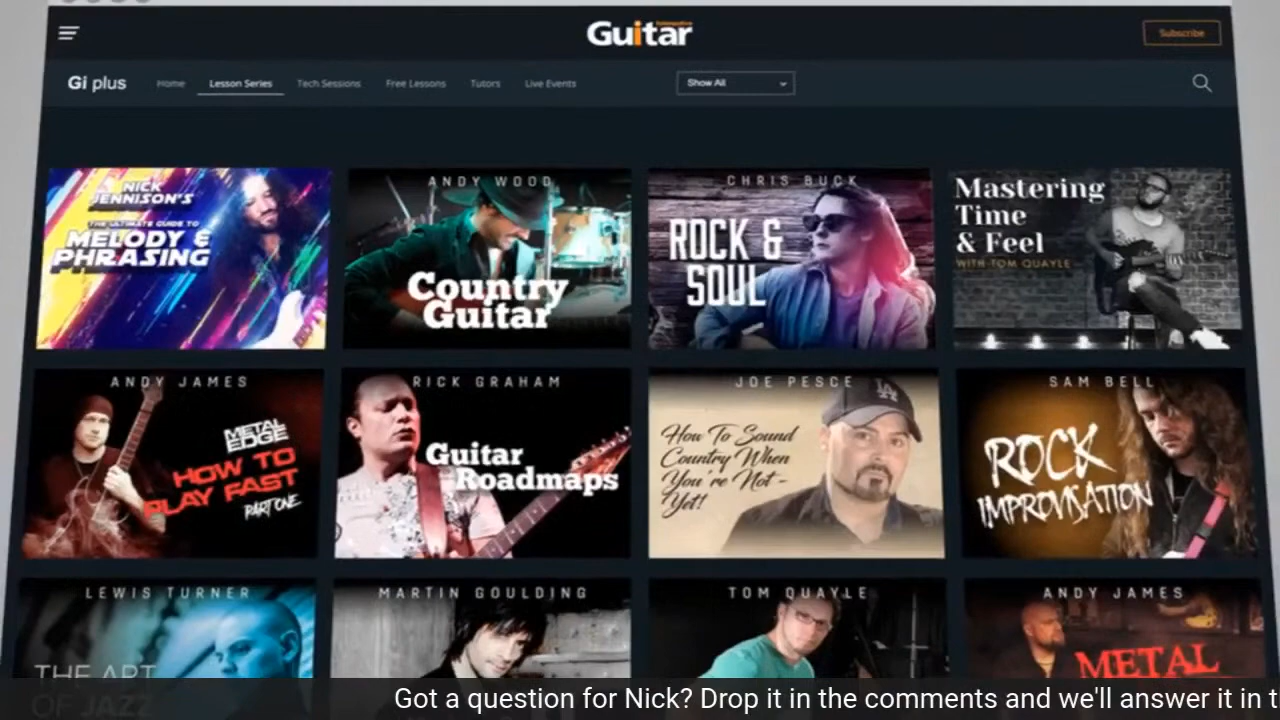 Guitar
Subscribe
Gi plus
Home
Lesson Series
Tech Sessions
Free Lessons
Tutors
Live Events
Show All
NICK
JENNISON'S
THE ULTIMATE GUIDE TO
MELODY &
PHRASING
ANDY WOOD
Country
Guitar
CHRIS BUCK
ROCK &
SOUL
Mastering
Time
& Feel
WITH TOM QUAYLE
ANDY JAMES
METAL
EDGE
HOW TO
PLAY FAST
PART ONE
RICK GRAHAM
Guitar
Roadmaps
JOE PESCE
LA
How To Sound
Country When
You're Not -
Yet!
SAM BELL
ROCK
IMPROVISATION
LEWIS TURNER
THE ART
OF JAZZ
MARTIN GOULDING
TOM QUAYLE
ANDY JAMES
METAL
Got a question for Nick? Drop it in the comments and we'll answer it in t